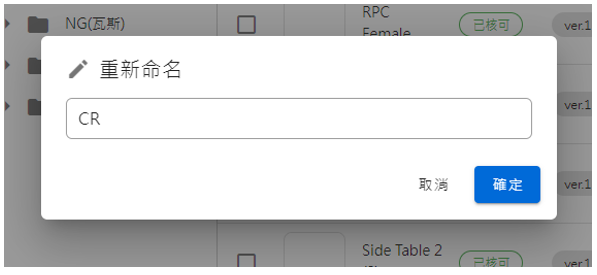 NG(瓦斯)
RPC
Female
已核可
ver.1
重新命名
ver.1
CR
取消
確定
ver.1
Side Table 2
已核可
ver.1